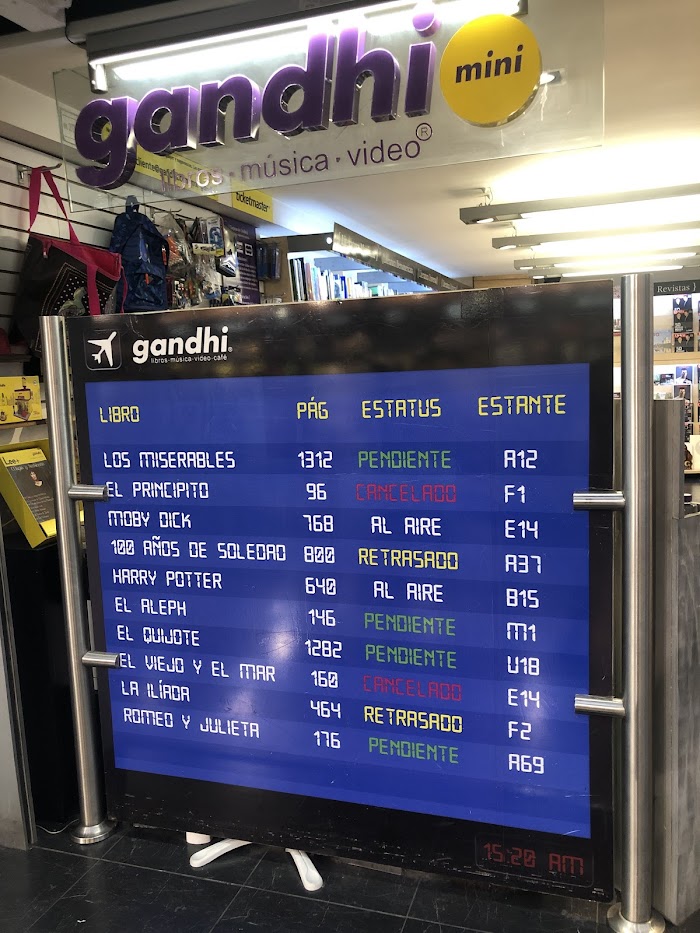 gandhi mini
libros · música · video ®
ticketmaster
Revistas }
gandhi®
libros·música·video·café
LIBRO PÁG ESTATUS ESTANTE
LOS MISERABLES 1312 PENDIENTE A12
EL PRINCIPITO 96 CANCELADO F1
MOBY DICK 768 AL AIRE E14
100 AÑOS DE SOLEDAD 800 RETRASADO A37
HARRY POTTER 640 AL AIRE B15
EL ALEPH 146 PENDIENTE M1
EL QUIJOTE 1282 PENDIENTE U18
EL VIEJO Y EL MAR 160 CANCELADO E14
LA ILÍADA 464 RETRASADO F2
ROMEO Y JULIETA 176 PENDIENTE A69
15:20 AM